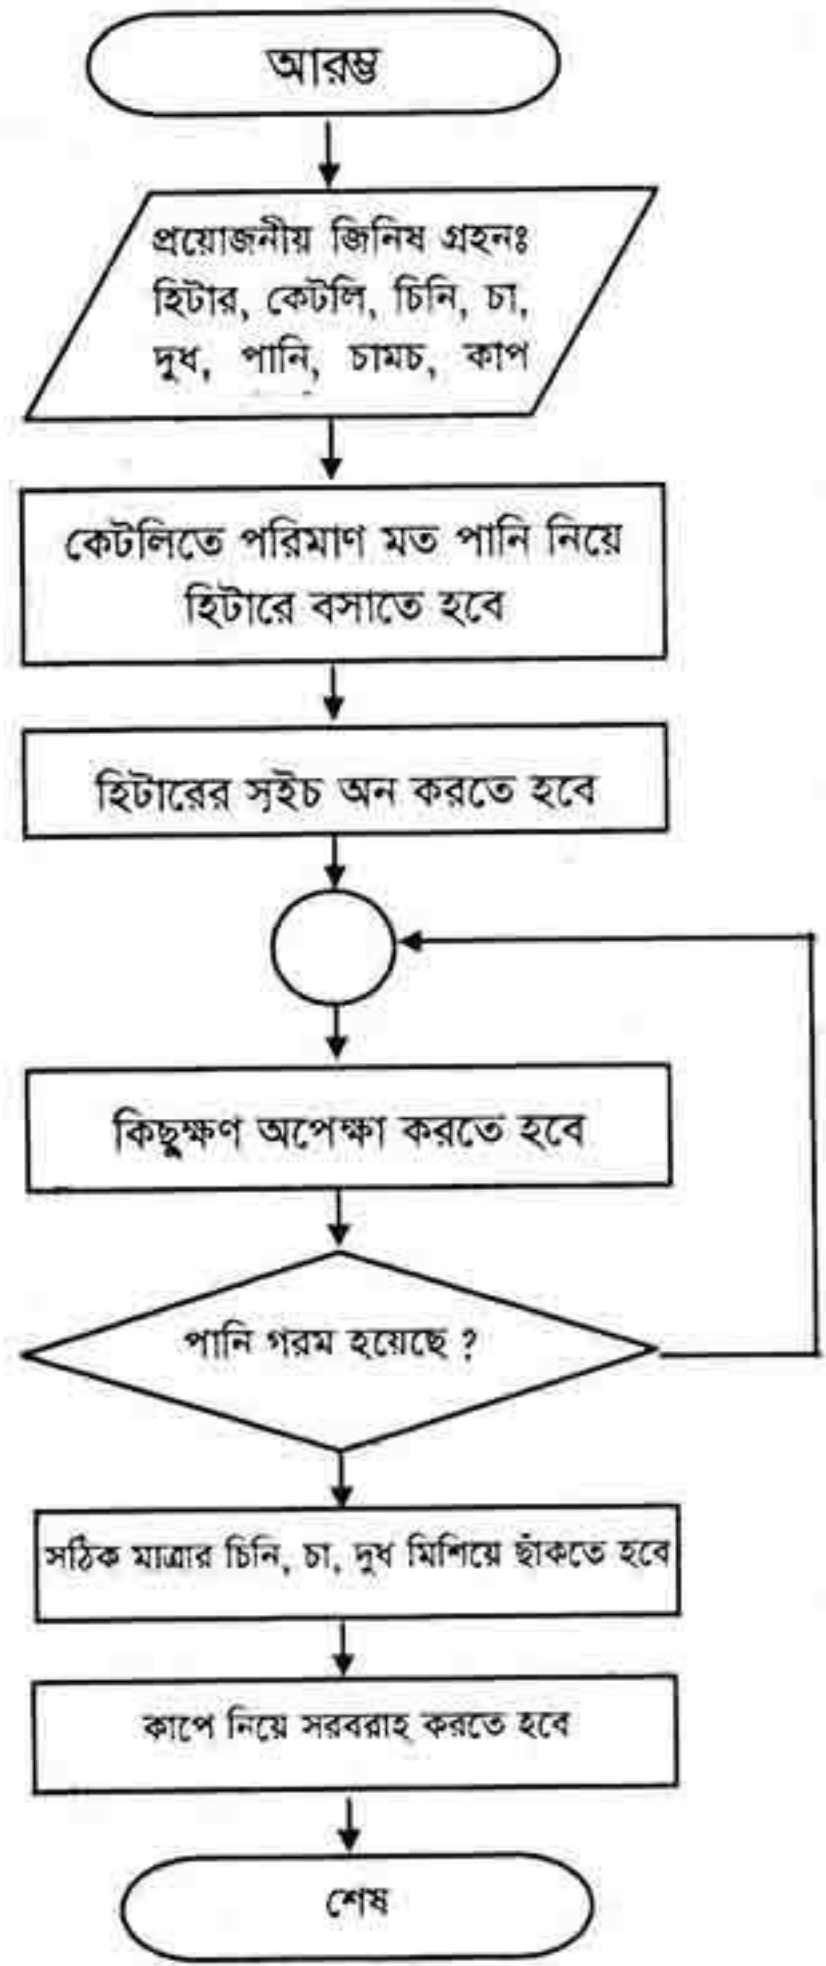 আরম্ভ
প্রয়োজনীয় জিনিষ গ্রহনঃ
হিটার, কেটলি, চিনি, চা,
দুধ, পানি, চামচ, কাপ
কেটলিতে পরিমাণ মত পানি নিয়ে
হিটারে বসাতে হবে
হিটারের সুইচ অন করতে হবে
কিছুক্ষণ অপেক্ষা করতে হবে
পানি গরম হয়েছে ?
সঠিক মাত্রার চিনি, চা, দুধ মিশিয়ে ছাঁকতে হবে
কাপে নিয়ে সরবরাহ করতে হবে
শেষ